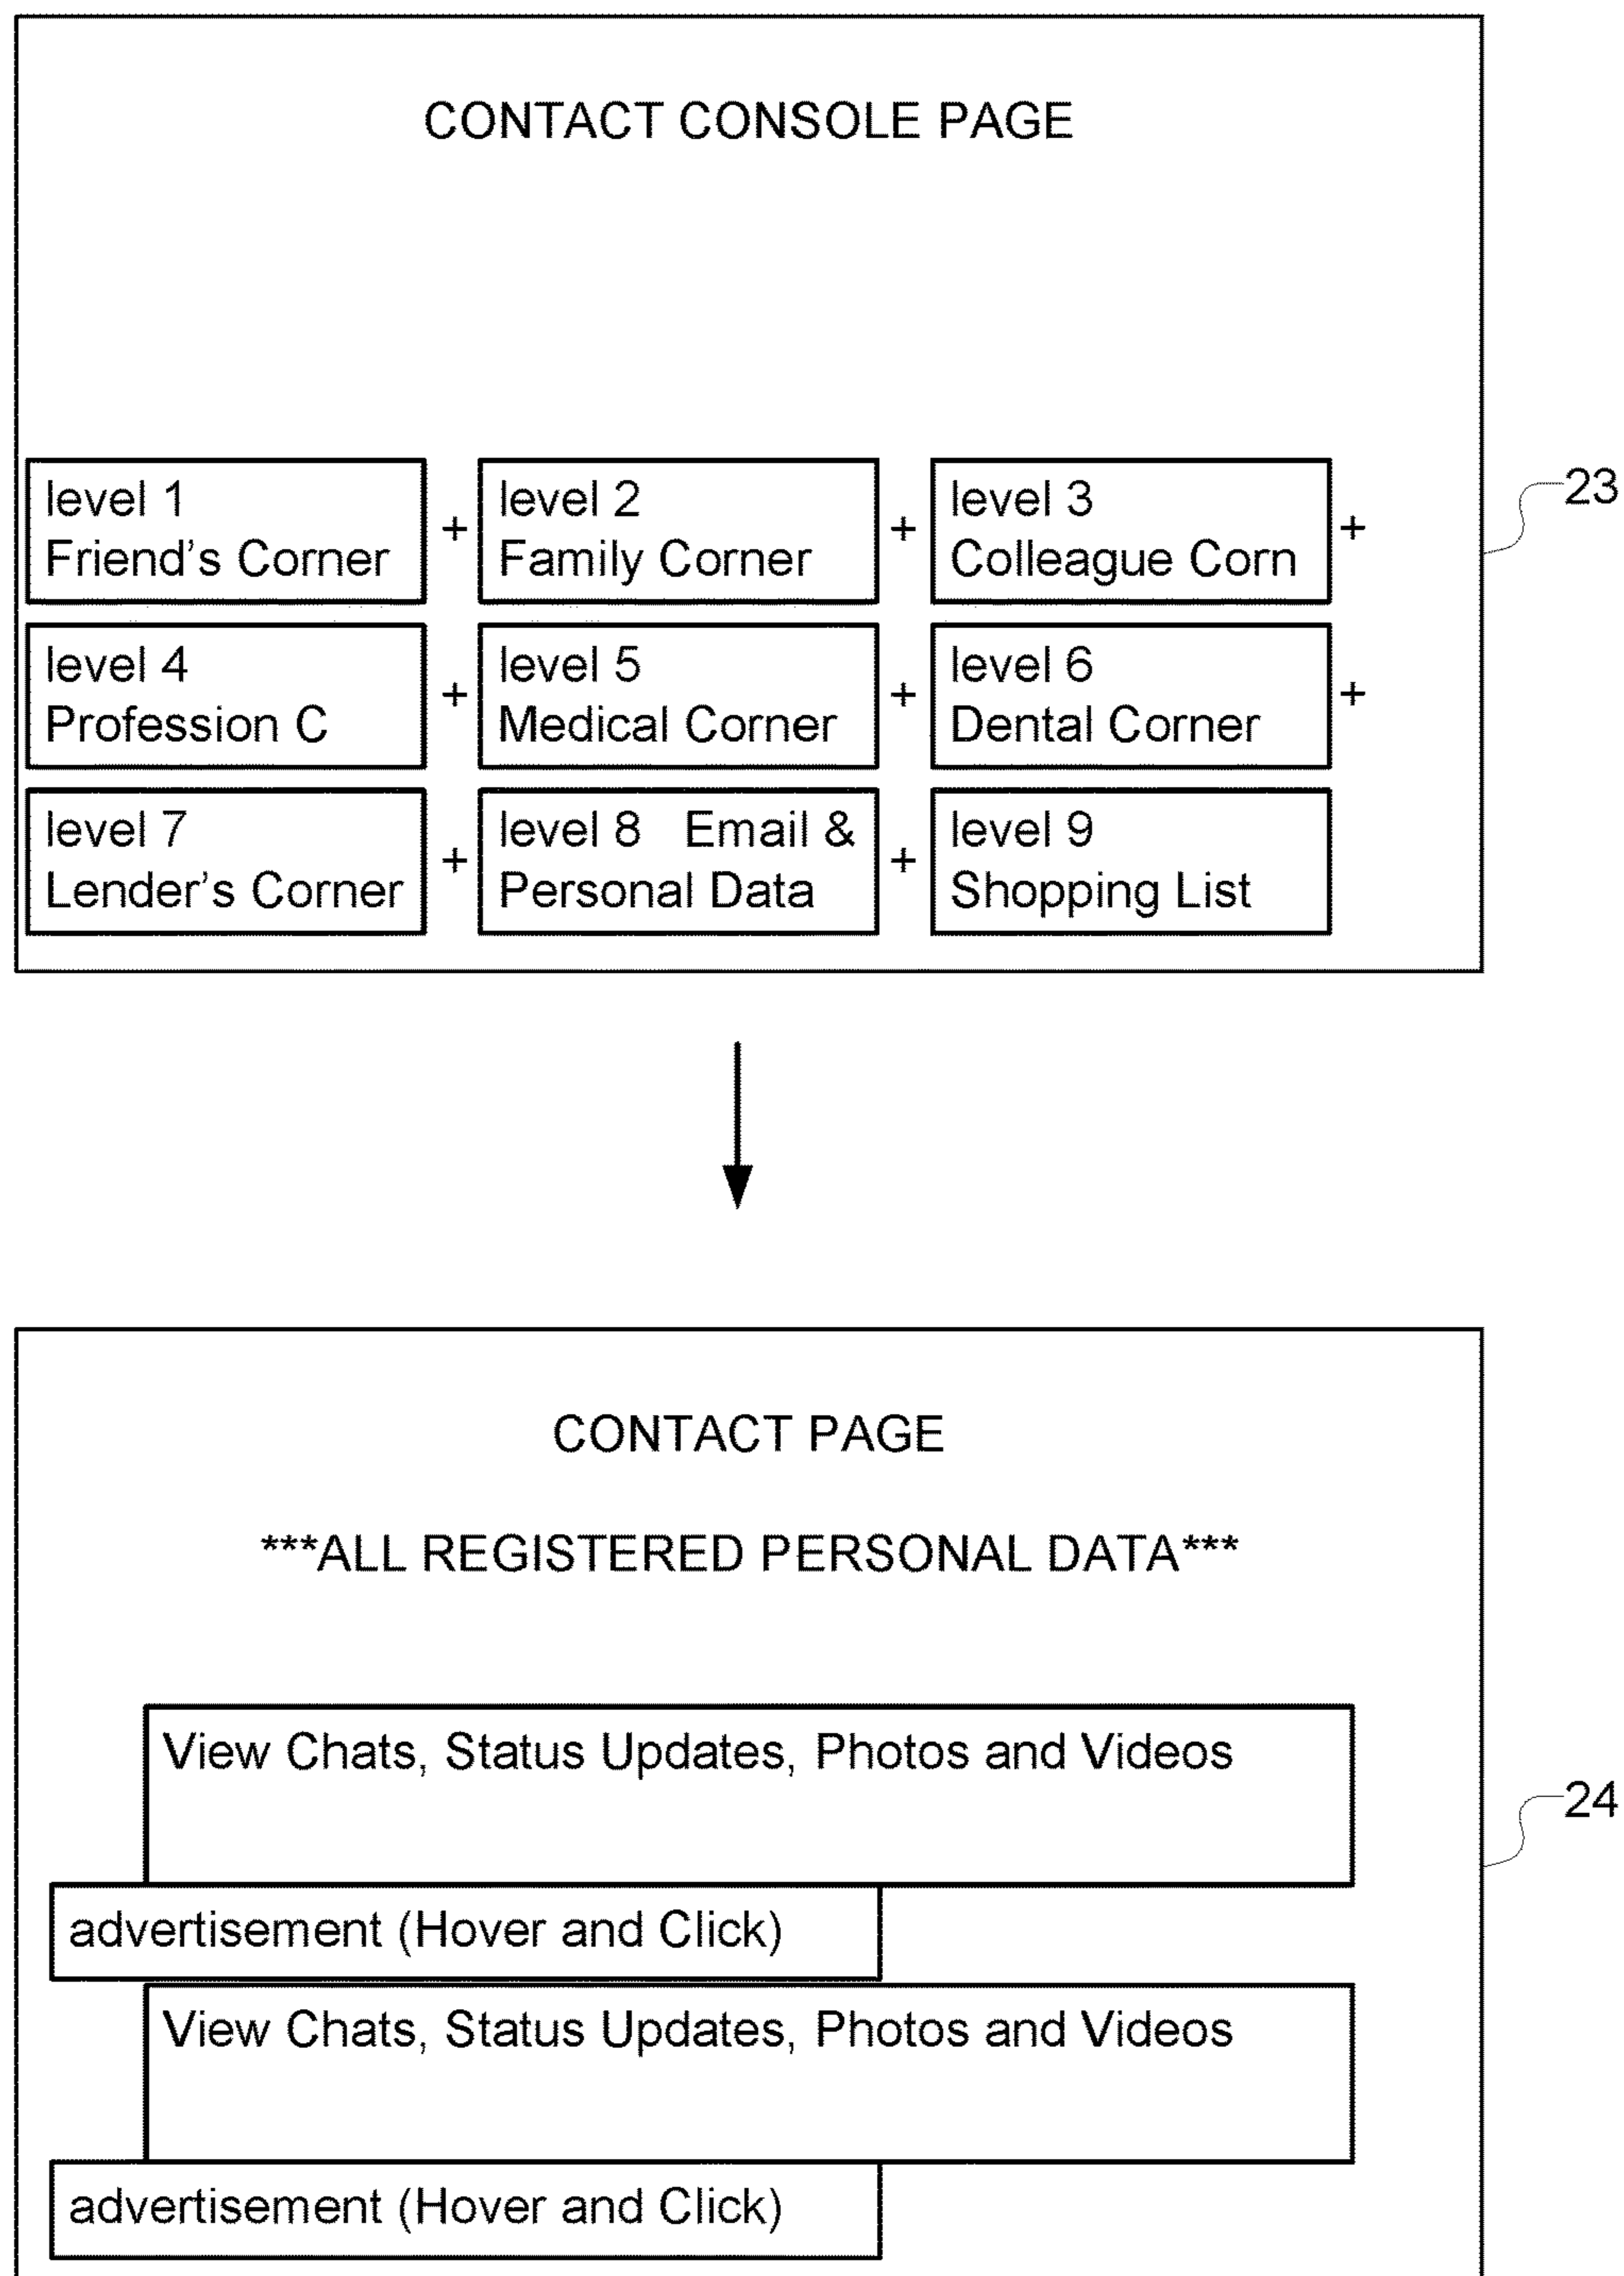 CONTACT CONSOLE PAGE
level 1 + level 2 + level 3 +
Friend's Corner Family Corner Colleague Corn
23
level 4 + level 5 + level 6 +
Profession C Medical Corner Dental Corner
level 7 + level 8 Email & + level 9
Lender's Corner Personal Data Shopping List
CONTACT PAGE
***ALL REGISTERED PERSONAL DATA***
View Chats, Status Updates, Photos and Videos
24
advertisement (Hover and Click)
View Chats, Status Updates, Photos and Videos
advertisement (Hover and Click)